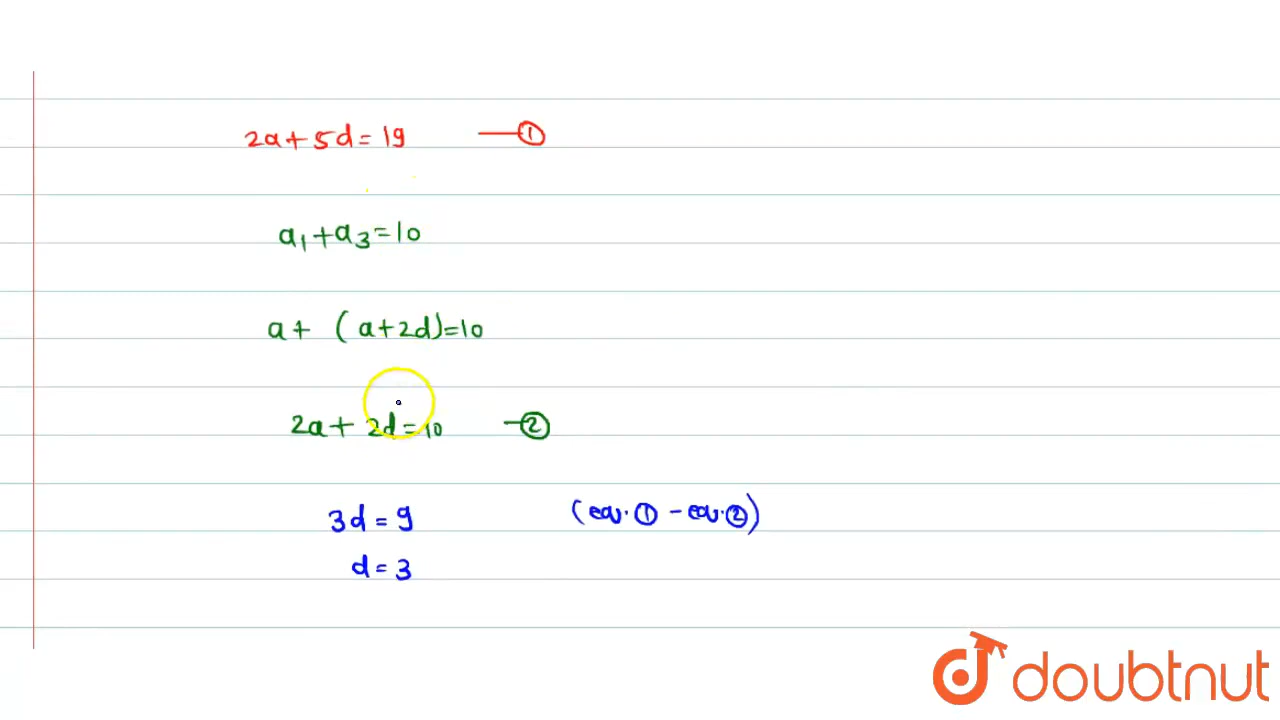 2a+5d=19 —①
a₁+a₃=10
a+ (a+2d)=10
2a+2d=10 —②
3d=9 (eq.① - eq.②)
d=3
doubtnut